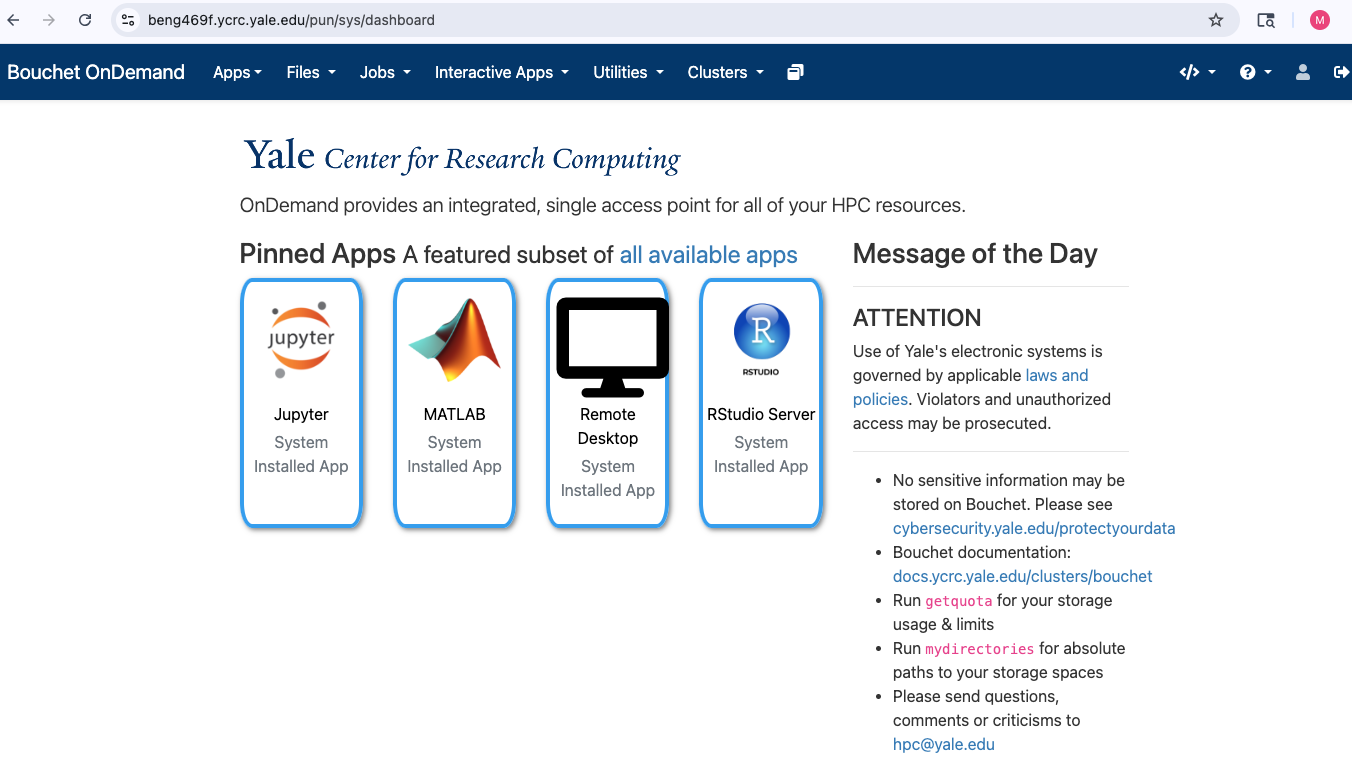 beng469f.ycrc.yale.edu/pun/sys/dashboard
M
Bouchet OnDemand Apps Files Jobs Interactive Apps Utilities Clusters
Yale Center for Research Computing
OnDemand provides an integrated, single access point for all of your HPC resources.
Pinned Apps A featured subset of all available apps
jupyter
Jupyter
System
Installed App
MATLAB
System
Installed App
Remote
Desktop
System
Installed App
R
RSTUDIO
RStudio Server
System
Installed App
Message of the Day
ATTENTION
Use of Yale's electronic systems is
governed by applicable laws and
policies. Violators and unauthorized
access may be prosecuted.
No sensitive information may be
stored on Bouchet. Please see
cybersecurity.yale.edu/protectyourdata
Bouchet documentation:
docs.ycrc.yale.edu/clusters/bouchet
Run getquota for your storage
usage & limits
Run mydirectories for absolute
paths to your storage spaces
Please send questions,
comments or criticisms to
hpc@yale.edu